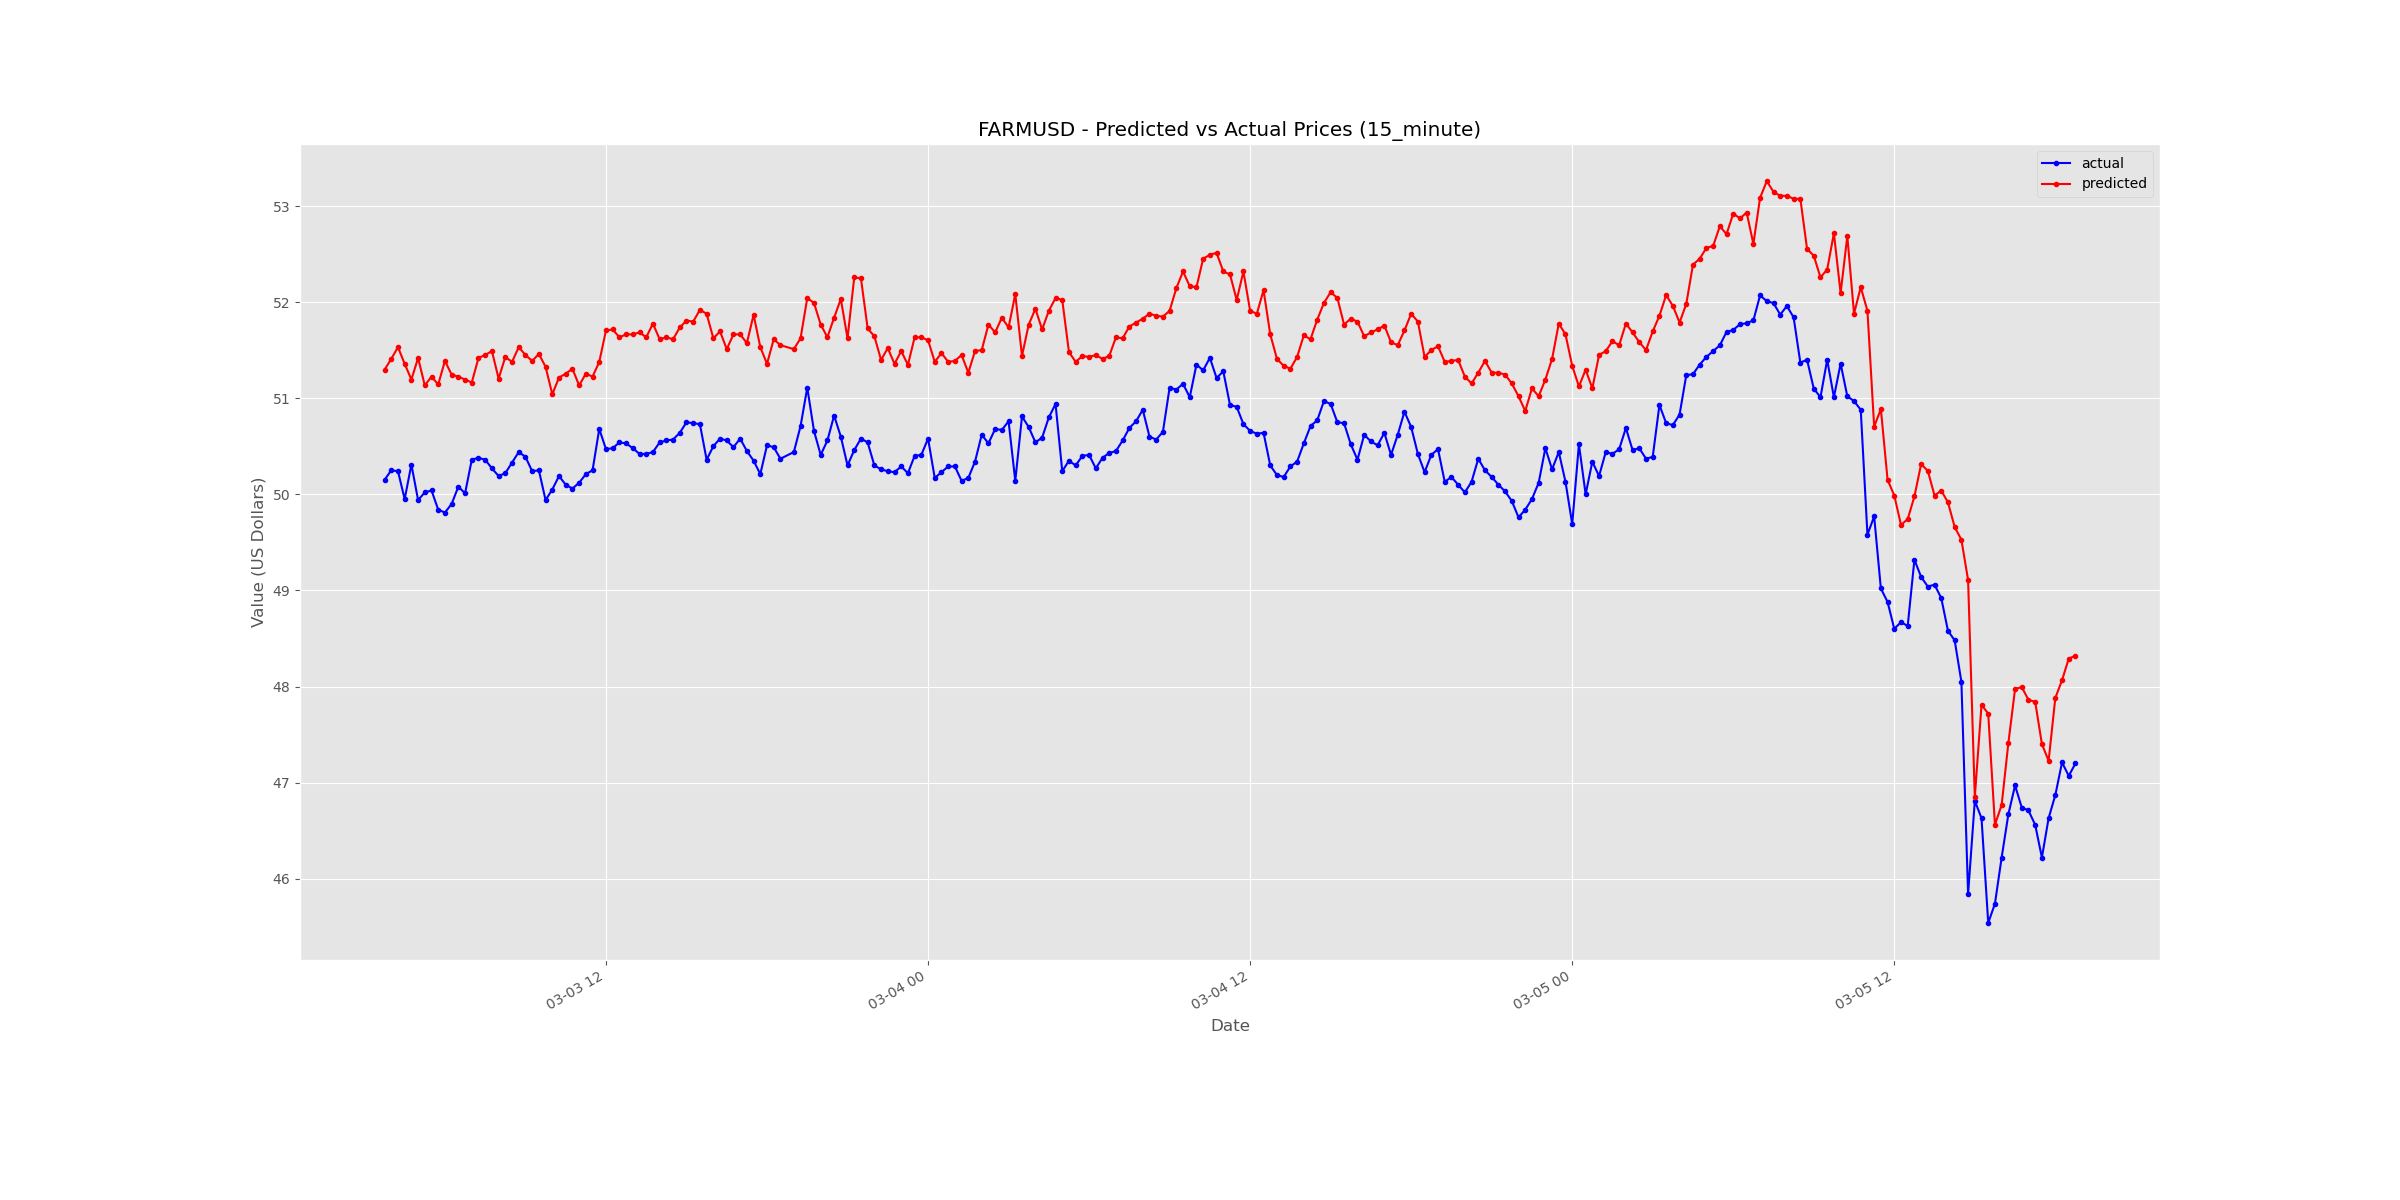 FARMUSD - Predicted vs Actual Prices (15_minute)
actual
predicted
53
52
51
50
49
48
47
46
Value (US Dollars)
03-03 12
03-04 00
03-04 12
03-05 00
03-05 12
Date